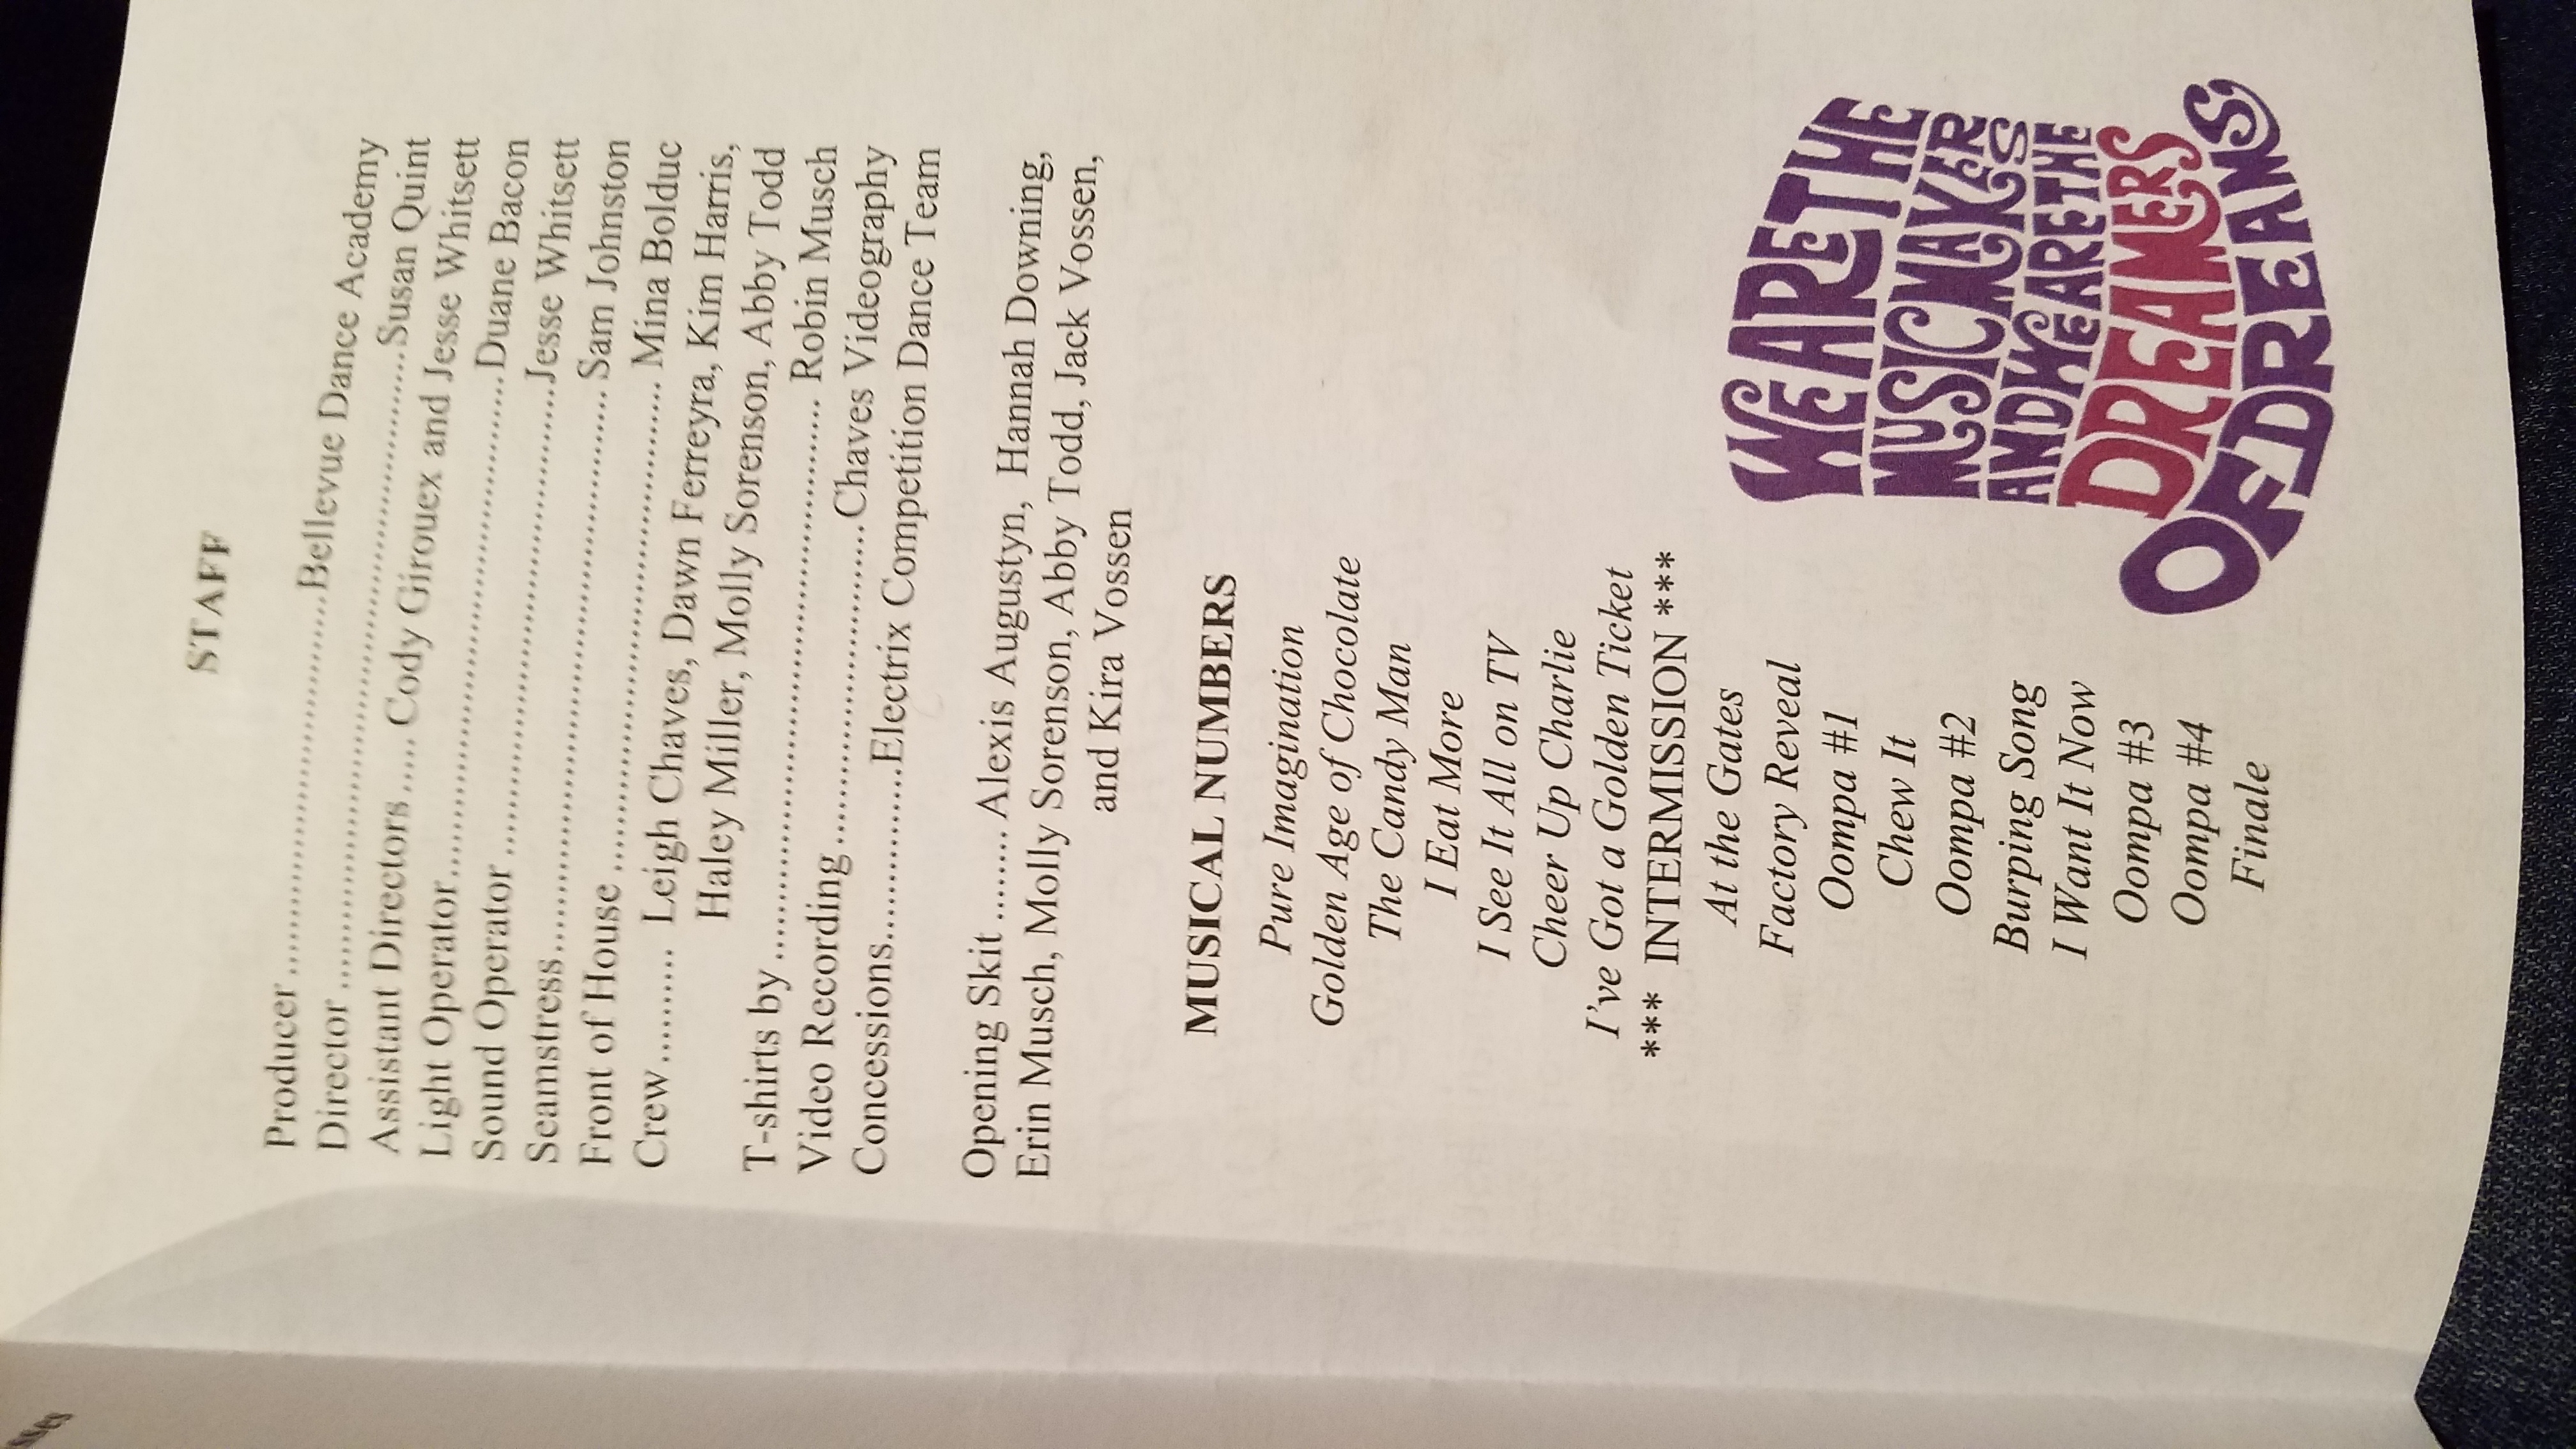 STAFF
Producer..........................................Bellevue Dance Academy
Director...............................................................Susan Quint
Assistant Directors ..... Cody Girouex and Jesse Whitsett
Light Operator..................................................Duane Bacon
Sound Operator ..............................................Jesse Whitsett
Seamstress...................................................... Sam Johnston
Front of House ................................................. Mina Bolduc
Crew.......... Leigh Chaves, Dawn Ferreyra, Kim Harris,
Haley Miller, Molly Sorenson, Abby Todd
T-shirts by ....................................................... Robin Musch
Video Recording ................................Chaves Videography
Concessions...............Electrix Competition Dance Team
Opening Skit ........ Alexis Augustyn, Hannah Downing,
Erin Musch, Molly Sorenson, Abby Todd, Jack Vossen,
and Kira Vossen
MUSICAL NUMBERS
Pure Imagination
Golden Age of Chocolate
The Candy Man
I Eat More
I See It All on TV
Cheer Up Charlie
I've Got a Golden Ticket
*** INTERMISSION ***
At the Gates
Factory Reveal
Oompa #1
Chew It
Oompa #2
Burping Song
I Want It Now
Oompa #3
Oompa #4
Finale
WE ARE THE
MUSIC MAKERS
AND WE ARE THE
DREAMERS
OF DREAMS